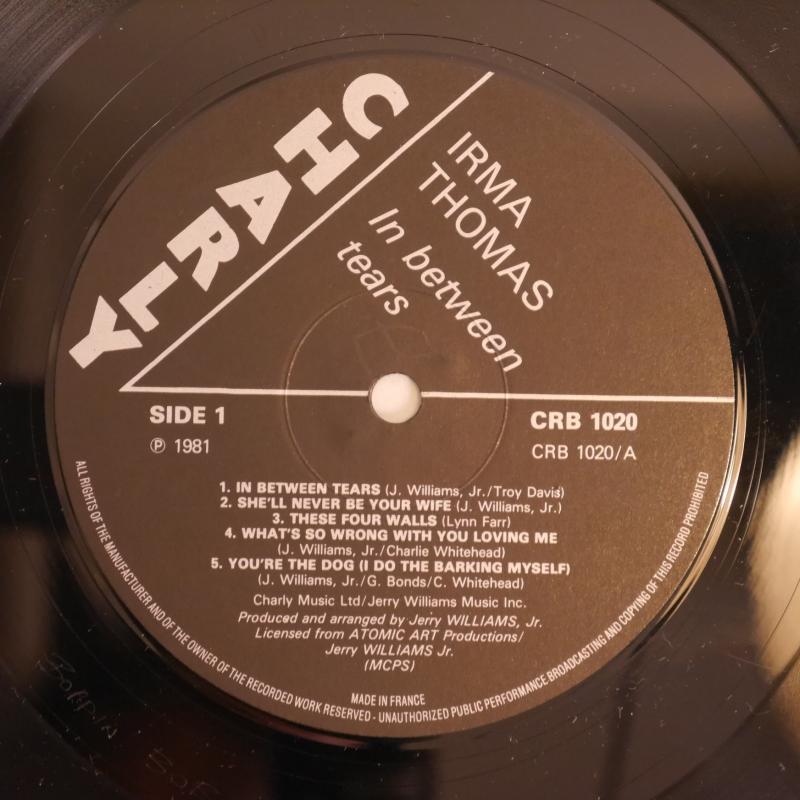 CHARLY
IRMA
THOMAS
In between
tears
SIDE 1
℗ 1981
CRB 1020
CRB 1020/A
1. IN BETWEEN TEARS (J. Williams, Jr./Troy Davis)
2. SHE'LL NEVER BE YOUR WIFE (J. Williams, Jr.)
3. THESE FOUR WALLS (Lynn Farr)
4. WHAT'S SO WRONG WITH YOU LOVING ME
(J. Williams, Jr./Charlie Whitehead)
5. YOU'RE THE DOG (I DO THE BARKING MYSELF)
(J. Williams, Jr./G. Bonds/C. Whitehead)
Charly Music Ltd/Jerry Williams Music Inc.
Produced and arranged by Jerry WILLIAMS, Jr.
Licensed from ATOMIC ART Productions/
Jerry WILLIAMS Jr.
(MCPS)
MADE IN FRANCE
ALL RIGHTS OF THE MANUFACTURER AND OF THE OWNER OF THE RECORDED WORK RESERVED - UNAUTHORIZED PUBLIC PERFORMANCE BROADCASTING AND COPYING OF THIS RECORD PROHIBITED